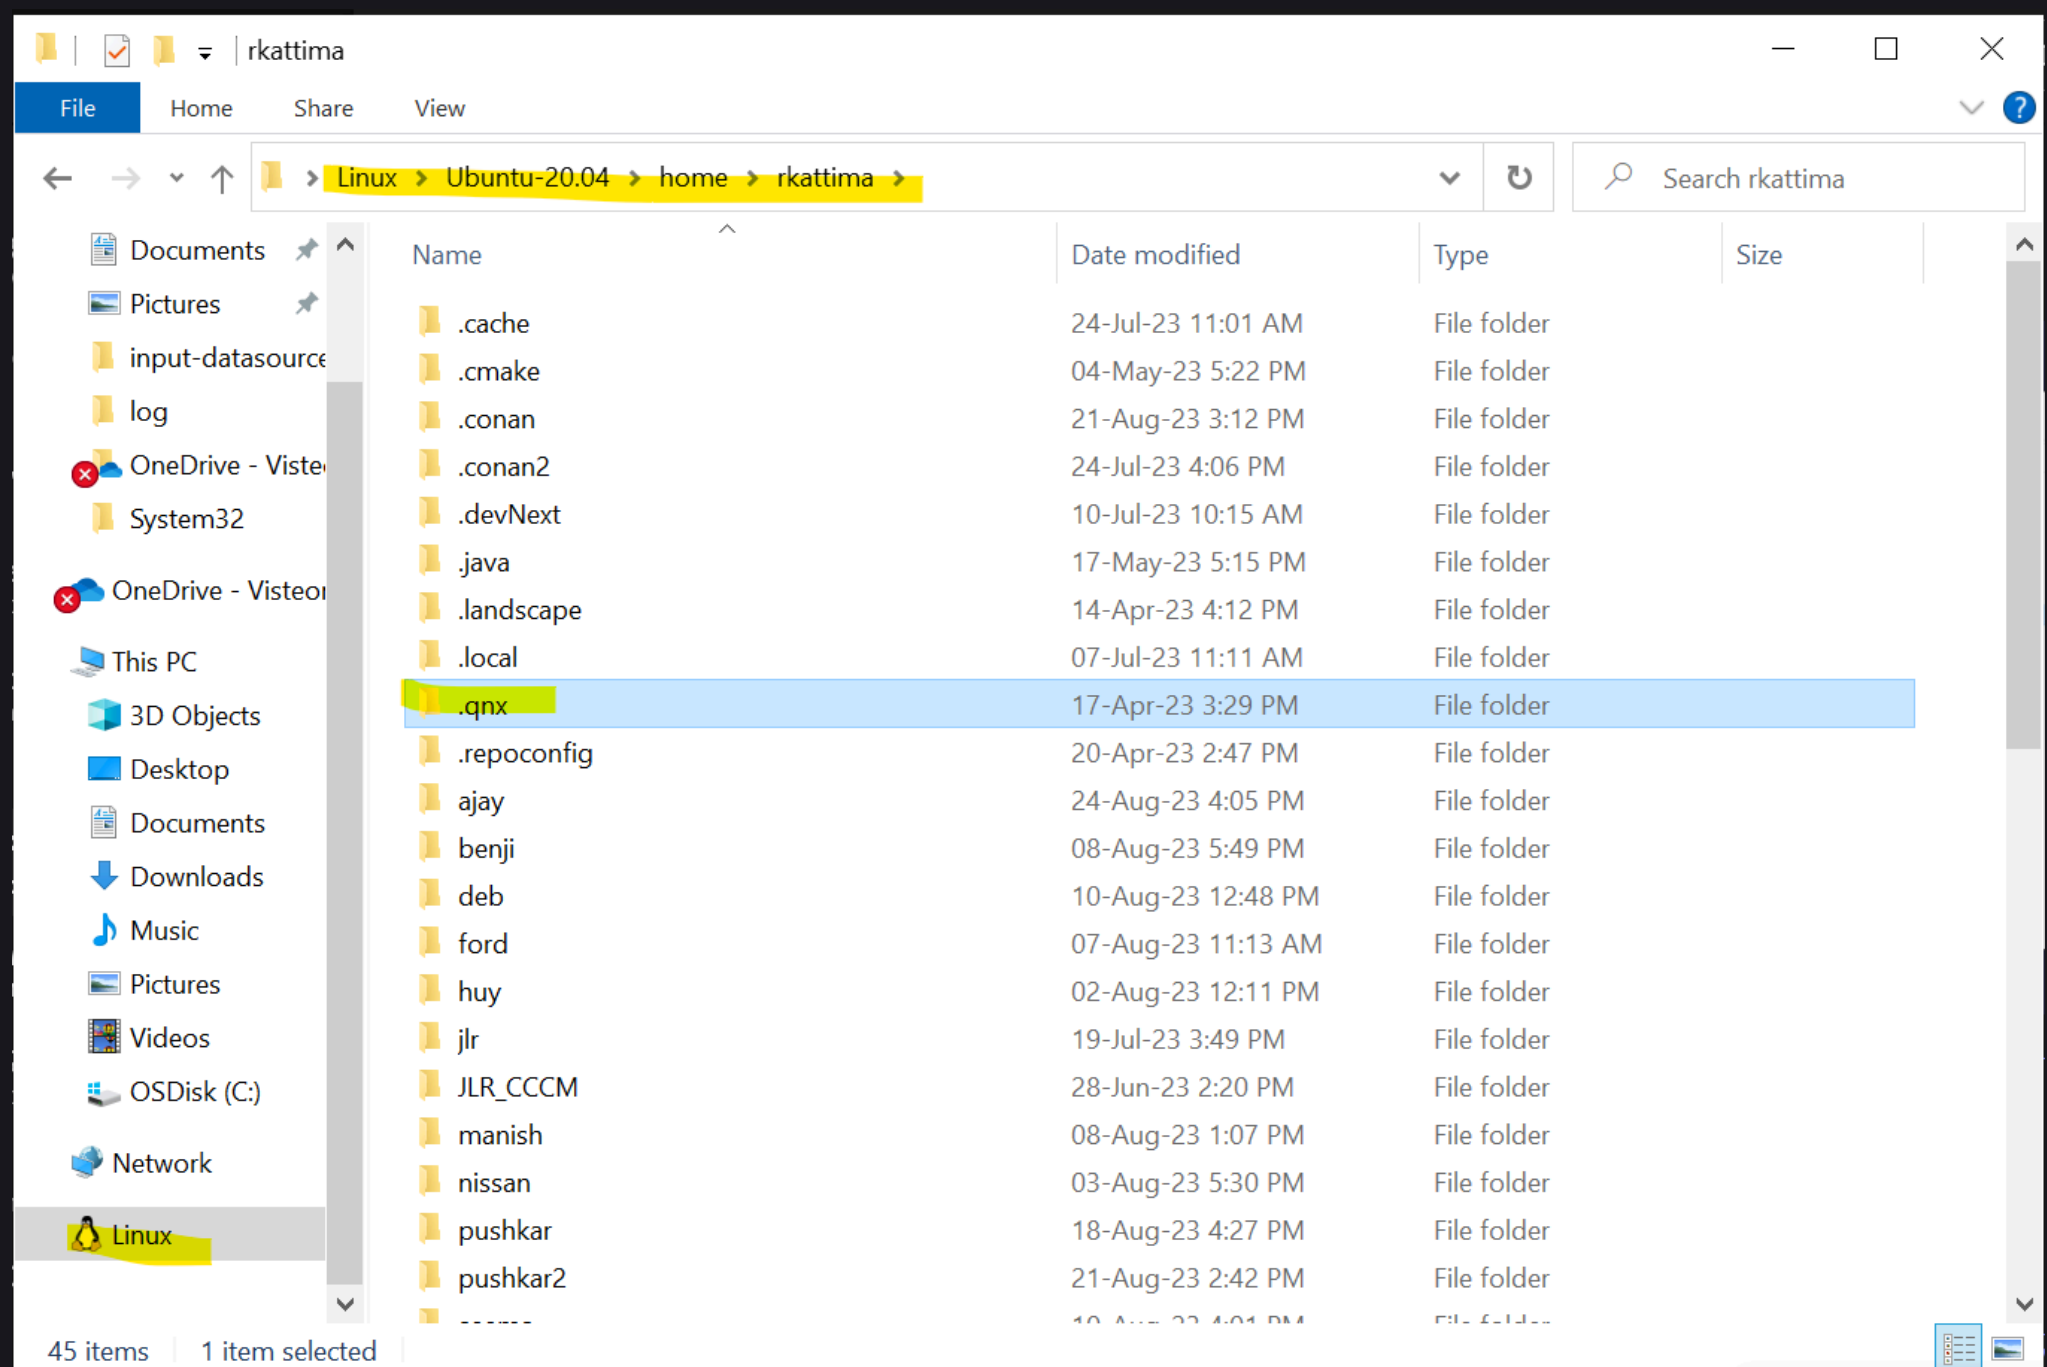 rkattima
File Home Share View
Linux Ubuntu-20.04 home rkattima
Search rkattima
Documents
Pictures
input-datasource
log
OneDrive - Viste
System32
OneDrive - Visteon
This PC
3D Objects
Desktop
Documents
Downloads
Music
Pictures
Videos
OSDisk (C:)
Network
Linux
Name Date modified Type Size
.cache 24-Jul-23 11:01 AM File folder
.cmake 04-May-23 5:22 PM File folder
.conan 21-Aug-23 3:12 PM File folder
.conan2 24-Jul-23 4:06 PM File folder
.devNext 10-Jul-23 10:15 AM File folder
.java 17-May-23 5:15 PM File folder
.landscape 14-Apr-23 4:12 PM File folder
.local 07-Jul-23 11:11 AM File folder
.qnx 17-Apr-23 3:29 PM File folder
.repoconfig 20-Apr-23 2:47 PM File folder
ajay 24-Aug-23 4:05 PM File folder
benji 08-Aug-23 5:49 PM File folder
deb 10-Aug-23 12:48 PM File folder
ford 07-Aug-23 11:13 AM File folder
huy 02-Aug-23 12:11 PM File folder
jlr 19-Jul-23 3:49 PM File folder
JLR_CCCM 28-Jun-23 2:20 PM File folder
manish 08-Aug-23 1:07 PM File folder
nissan 03-Aug-23 5:30 PM File folder
pushkar 18-Aug-23 4:27 PM File folder
pushkar2 21-Aug-23 2:42 PM File folder
45 items 1 item selected